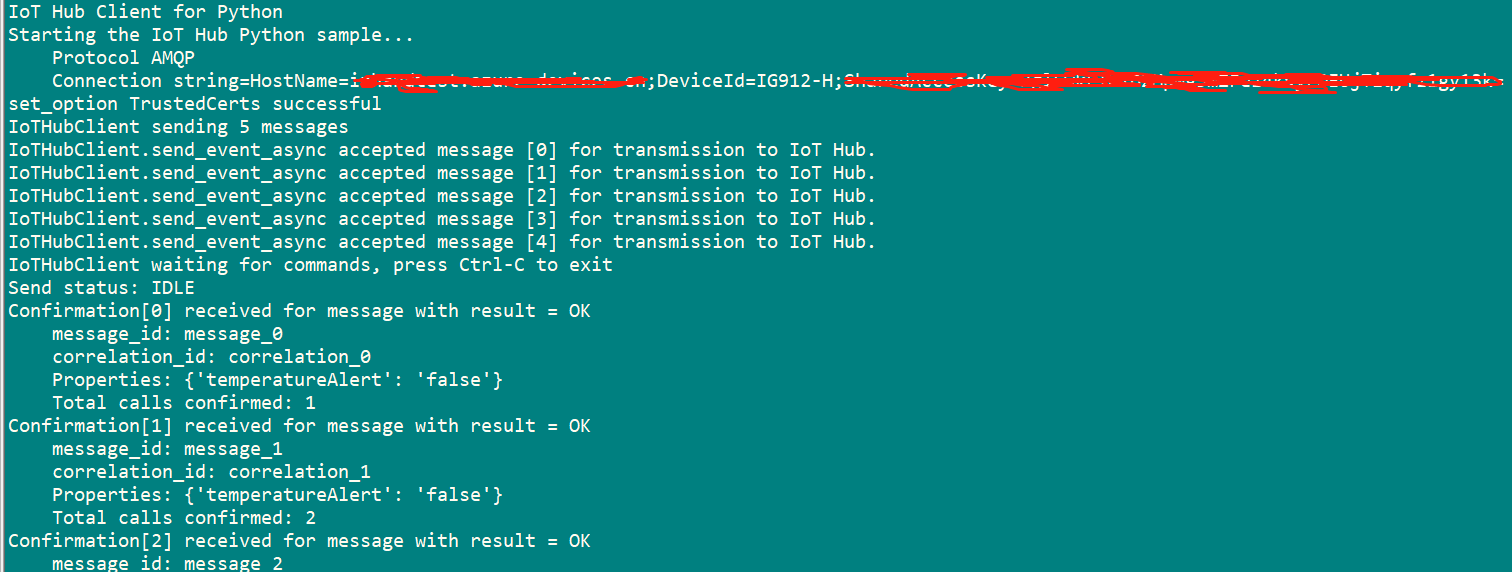 IoT Hub Client for Python
Starting the IoT Hub Python sample...
Protocol AMQP
Connection string=HostName=;DeviceId=IG912-H;
set_option TrustedCerts successful
IoTHubClient sending 5 messages
IoTHubClient.send_event_async accepted message [0] for transmission to IoT Hub.
IoTHubClient.send_event_async accepted message [1] for transmission to IoT Hub.
IoTHubClient.send_event_async accepted message [2] for transmission to IoT Hub.
IoTHubClient.send_event_async accepted message [3] for transmission to IoT Hub.
IoTHubClient.send_event_async accepted message [4] for transmission to IoT Hub.
IoTHubClient waiting for commands, press Ctrl-C to exit
Send status: IDLE
Confirmation[0] received for message with result = OK
message_id: message_0
correlation_id: correlation_0
Properties: {'temperatureAlert': 'false'}
Total calls confirmed: 1
Confirmation[1] received for message with result = OK
message_id: message_1
correlation_id: correlation_1
Properties: {'temperatureAlert': 'false'}
Total calls confirmed: 2
Confirmation[2] received for message with result = OK
message_id: message_2